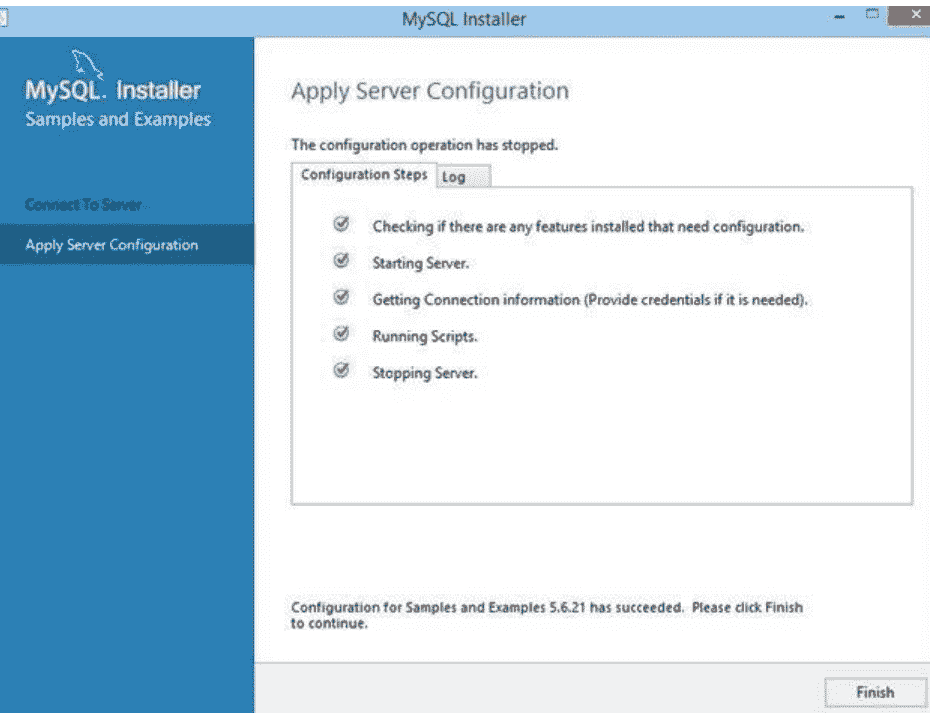 MySQL Installer
MySQL. Installer
Samples and Examples
Connect To Server
Apply Server Configuration
Apply Server Configuration
The configuration operation has stopped.
Configuration Steps Log
Checking if there are any features installed that need configuration.
Starting Server.
Getting Connection information (Provide credentials if it is needed).
Running Scripts.
Stopping Server.
Configuration for Samples and Examples 5.6.21 has succeeded. Please click Finish
to continue.
Finish